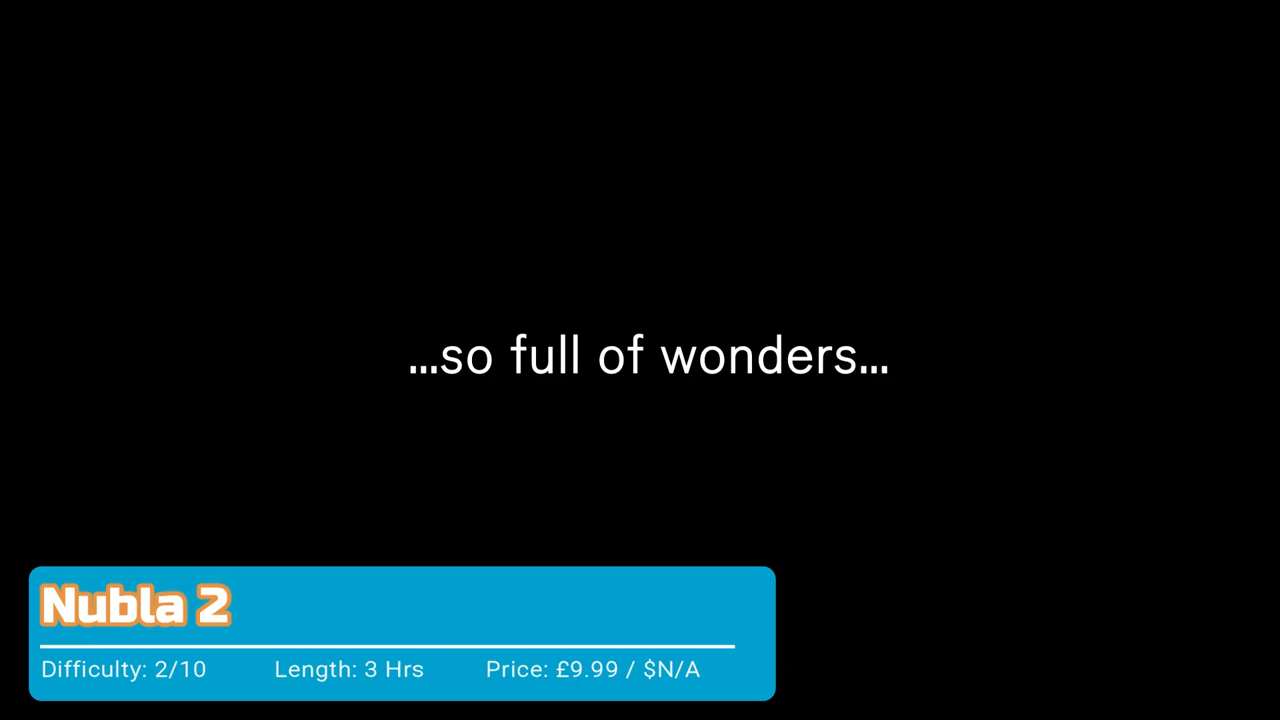 ...so full of wonders...
Nubla 2
Difficulty: 2/10 Length: 3 Hrs Price: £9.99 / $N/A